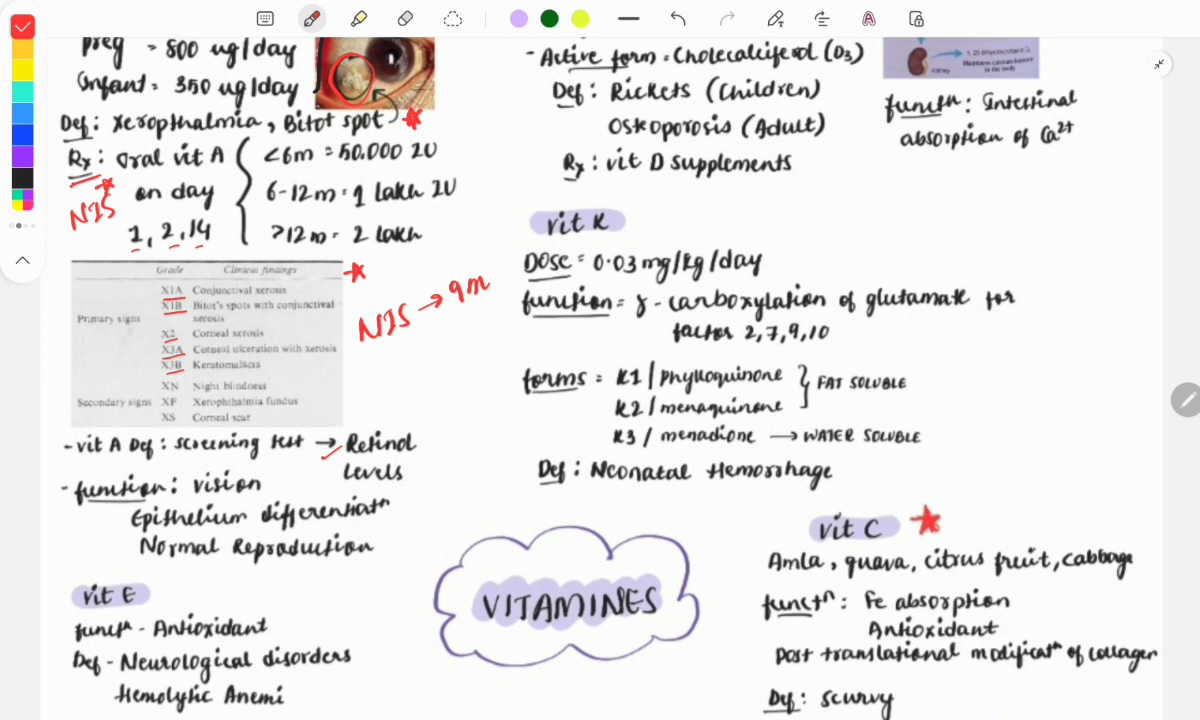 Preg = 800 ug/day
Infant = 350 ug/day
Def: Xeropthalmia, Bitot spot
Rx: Oral vit A
on day
1, 2, 14
<6m = 50.000 IU
6-12m = 1 Lakh IU
>12m = 2 Lakh
NIS
NIS → 9m
Grade Clinical findings
Primary signs
X1A Conjunctival xerosis
X1B Bitot's spots with conjunctival
xerosis
X2 Corneal xerosis
X3A Corneal ulceration with xerosis
X3B Keratomalacia
XN Night blindness
Secondary signs XF Xerophthalmia fundus
XS Corneal scar
- vit A Def: screening test → Retinol
Levels
- function: vision
Epithelium differentiatn
Normal Reproduction
vit E
functn - Antioxidant
Def - Neurological disorders
Hemolytic Anemi
- Active form = Cholecalciferol (D3)
Def: Rickets (Children)
Osteoporosis (Adult)
Rx: vit D supplements
functn: Intestinal
absorption of Ca2+
vit K
Dose = 0.03 mg/kg/day
function = γ - carboxylation of glutamate for
factor 2, 7, 9, 10
forms = K1 / Phylloquinone
K2 / menaquinone
FAT SOLUBLE
K3 / menadione → WATER SOLUBLE
Def: Neonatal Hemorrhage
VITAMINES
vit C
Amla, guava, citrus fruit, cabbage
functn: Fe absorption
Antioxidant
Post translational modificatn of collagen
Def: scurvy